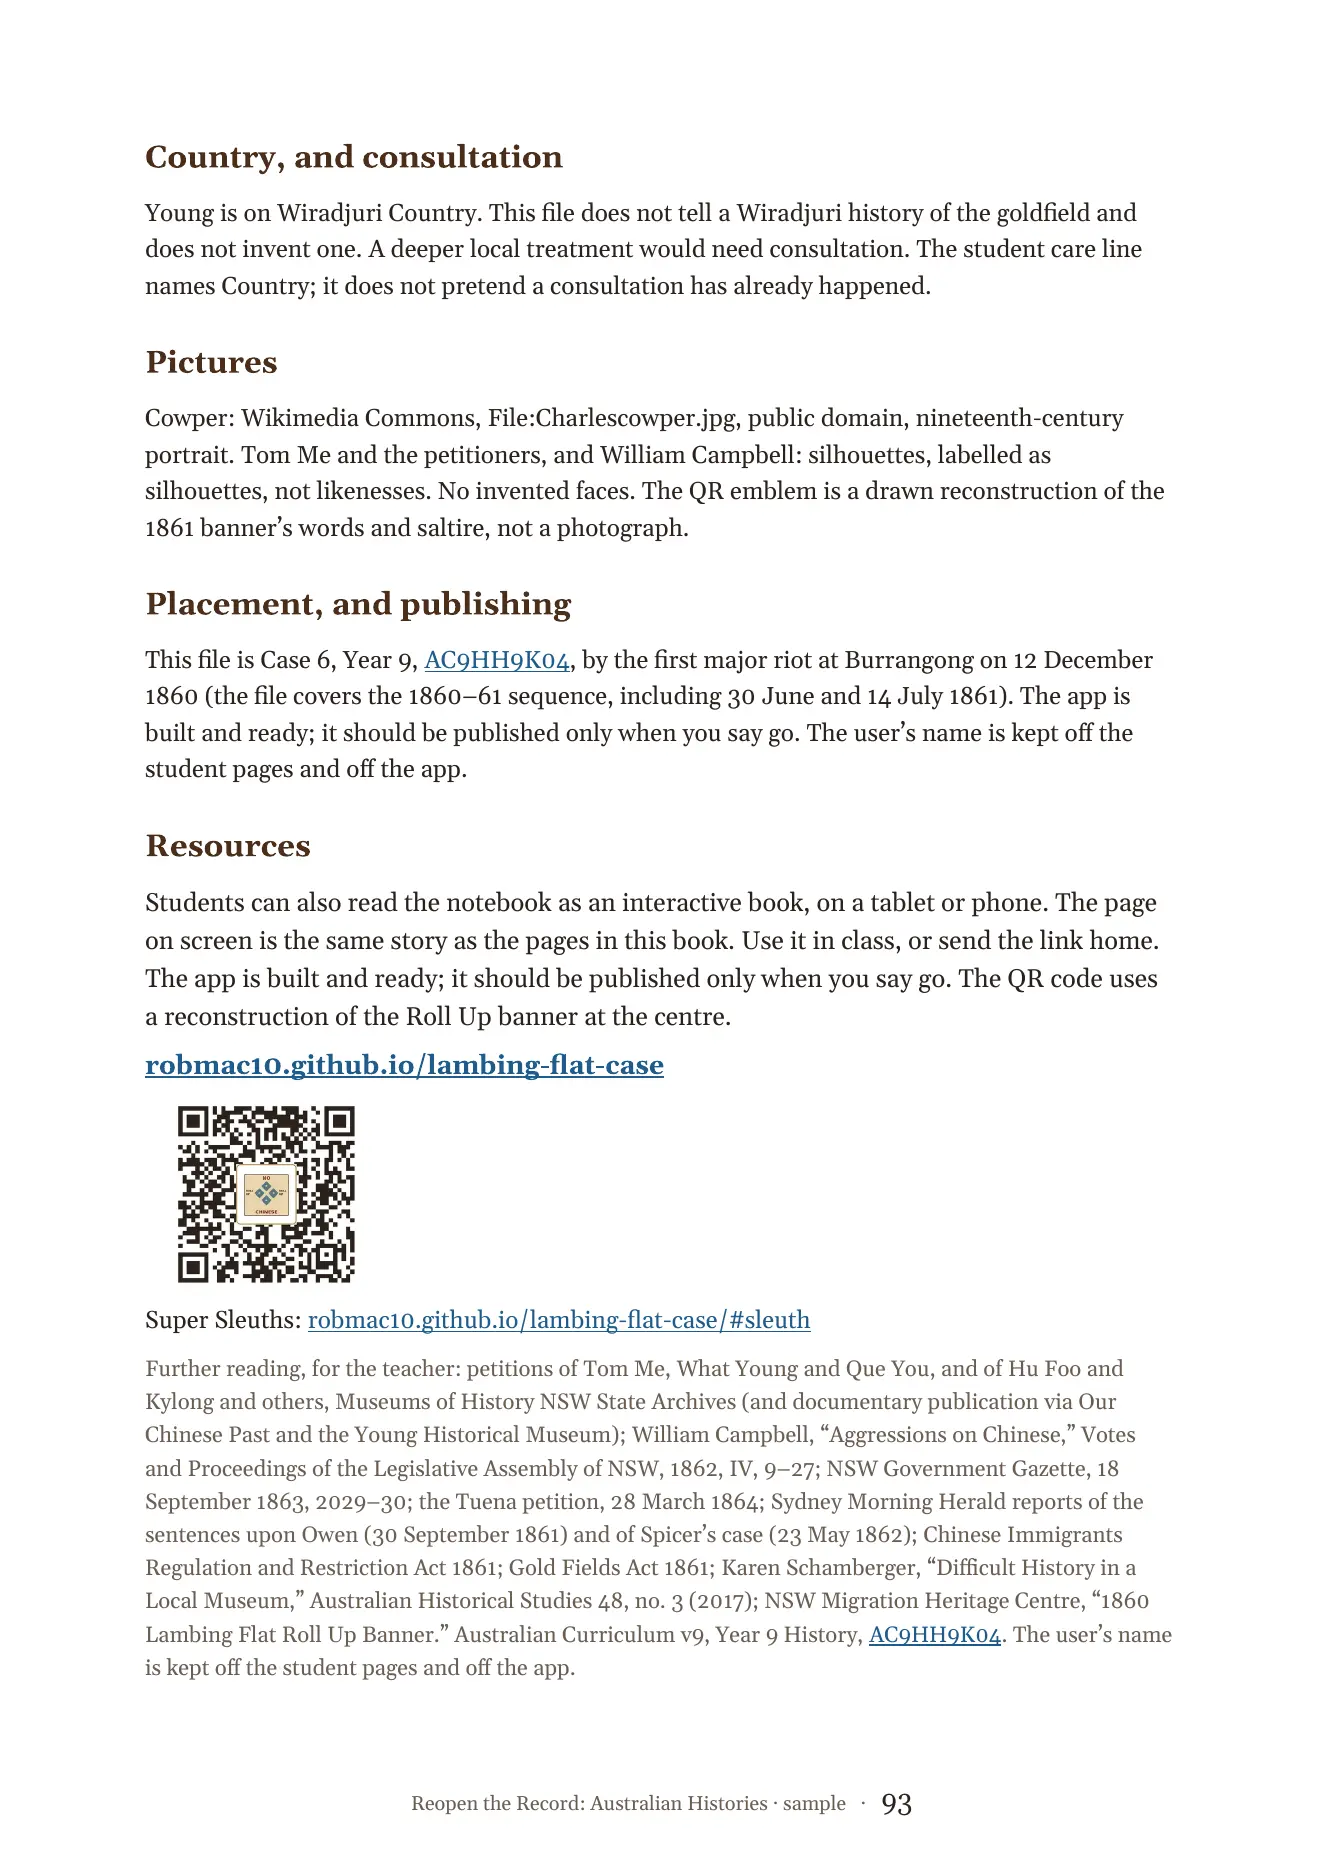 Country, and consultation
Young is on Wiradjuri Country. This file does not tell a Wiradjuri history of the goldfield and
does not invent one. A deeper local treatment would need consultation. The student care line
names Country; it does not pretend a consultation has already happened.
Pictures
Cowper: Wikimedia Commons, File:Charlescowper.jpg, public domain, nineteenth-century
portrait. Tom Me and the petitioners, and William Campbell: silhouettes, labelled as
silhouettes, not likenesses. No invented faces. The QR emblem is a drawn reconstruction of the
1861 banner’s words and saltire, not a photograph.
Placement, and publishing
This file is Case 6, Year 9, AC9HH9K04, by the first major riot at Burrangong on 12 December
1860 (the file covers the 1860–61 sequence, including 30 June and 14 July 1861). The app is
built and ready; it should be published only when you say go. The user’s name is kept off the
student pages and off the app.
Resources
Students can also read the notebook as an interactive book, on a tablet or phone. The page
on screen is the same story as the pages in this book. Use it in class, or send the link home.
The app is built and ready; it should be published only when you say go. The QR code uses
a reconstruction of the Roll Up banner at the centre.
robmac10.github.io/lambing-flat-case
NO
CHINESE
Super Sleuths: robmac10.github.io/lambing-flat-case/#sleuth
Further reading, for the teacher: petitions of Tom Me, What Young and Que You, and of Hu Foo and
Kylong and others, Museums of History NSW State Archives (and documentary publication via Our
Chinese Past and the Young Historical Museum); William Campbell, “Aggressions on Chinese,” Votes
and Proceedings of the Legislative Assembly of NSW, 1862, IV, 9–27; NSW Government Gazette, 18
September 1863, 2029–30; the Tuena petition, 28 March 1864; Sydney Morning Herald reports of the
sentences upon Owen (30 September 1861) and of Spicer’s case (23 May 1862); Chinese Immigrants
Regulation and Restriction Act 1861; Gold Fields Act 1861; Karen Schamberger, “Difficult History in a
Local Museum,” Australian Historical Studies 48, no. 3 (2017); NSW Migration Heritage Centre, “1860
Lambing Flat Roll Up Banner.” Australian Curriculum v9, Year 9 History, AC9HH9K04. The user’s name
is kept off the student pages and off the app.
Reopen the Record: Australian Histories · sample · 93